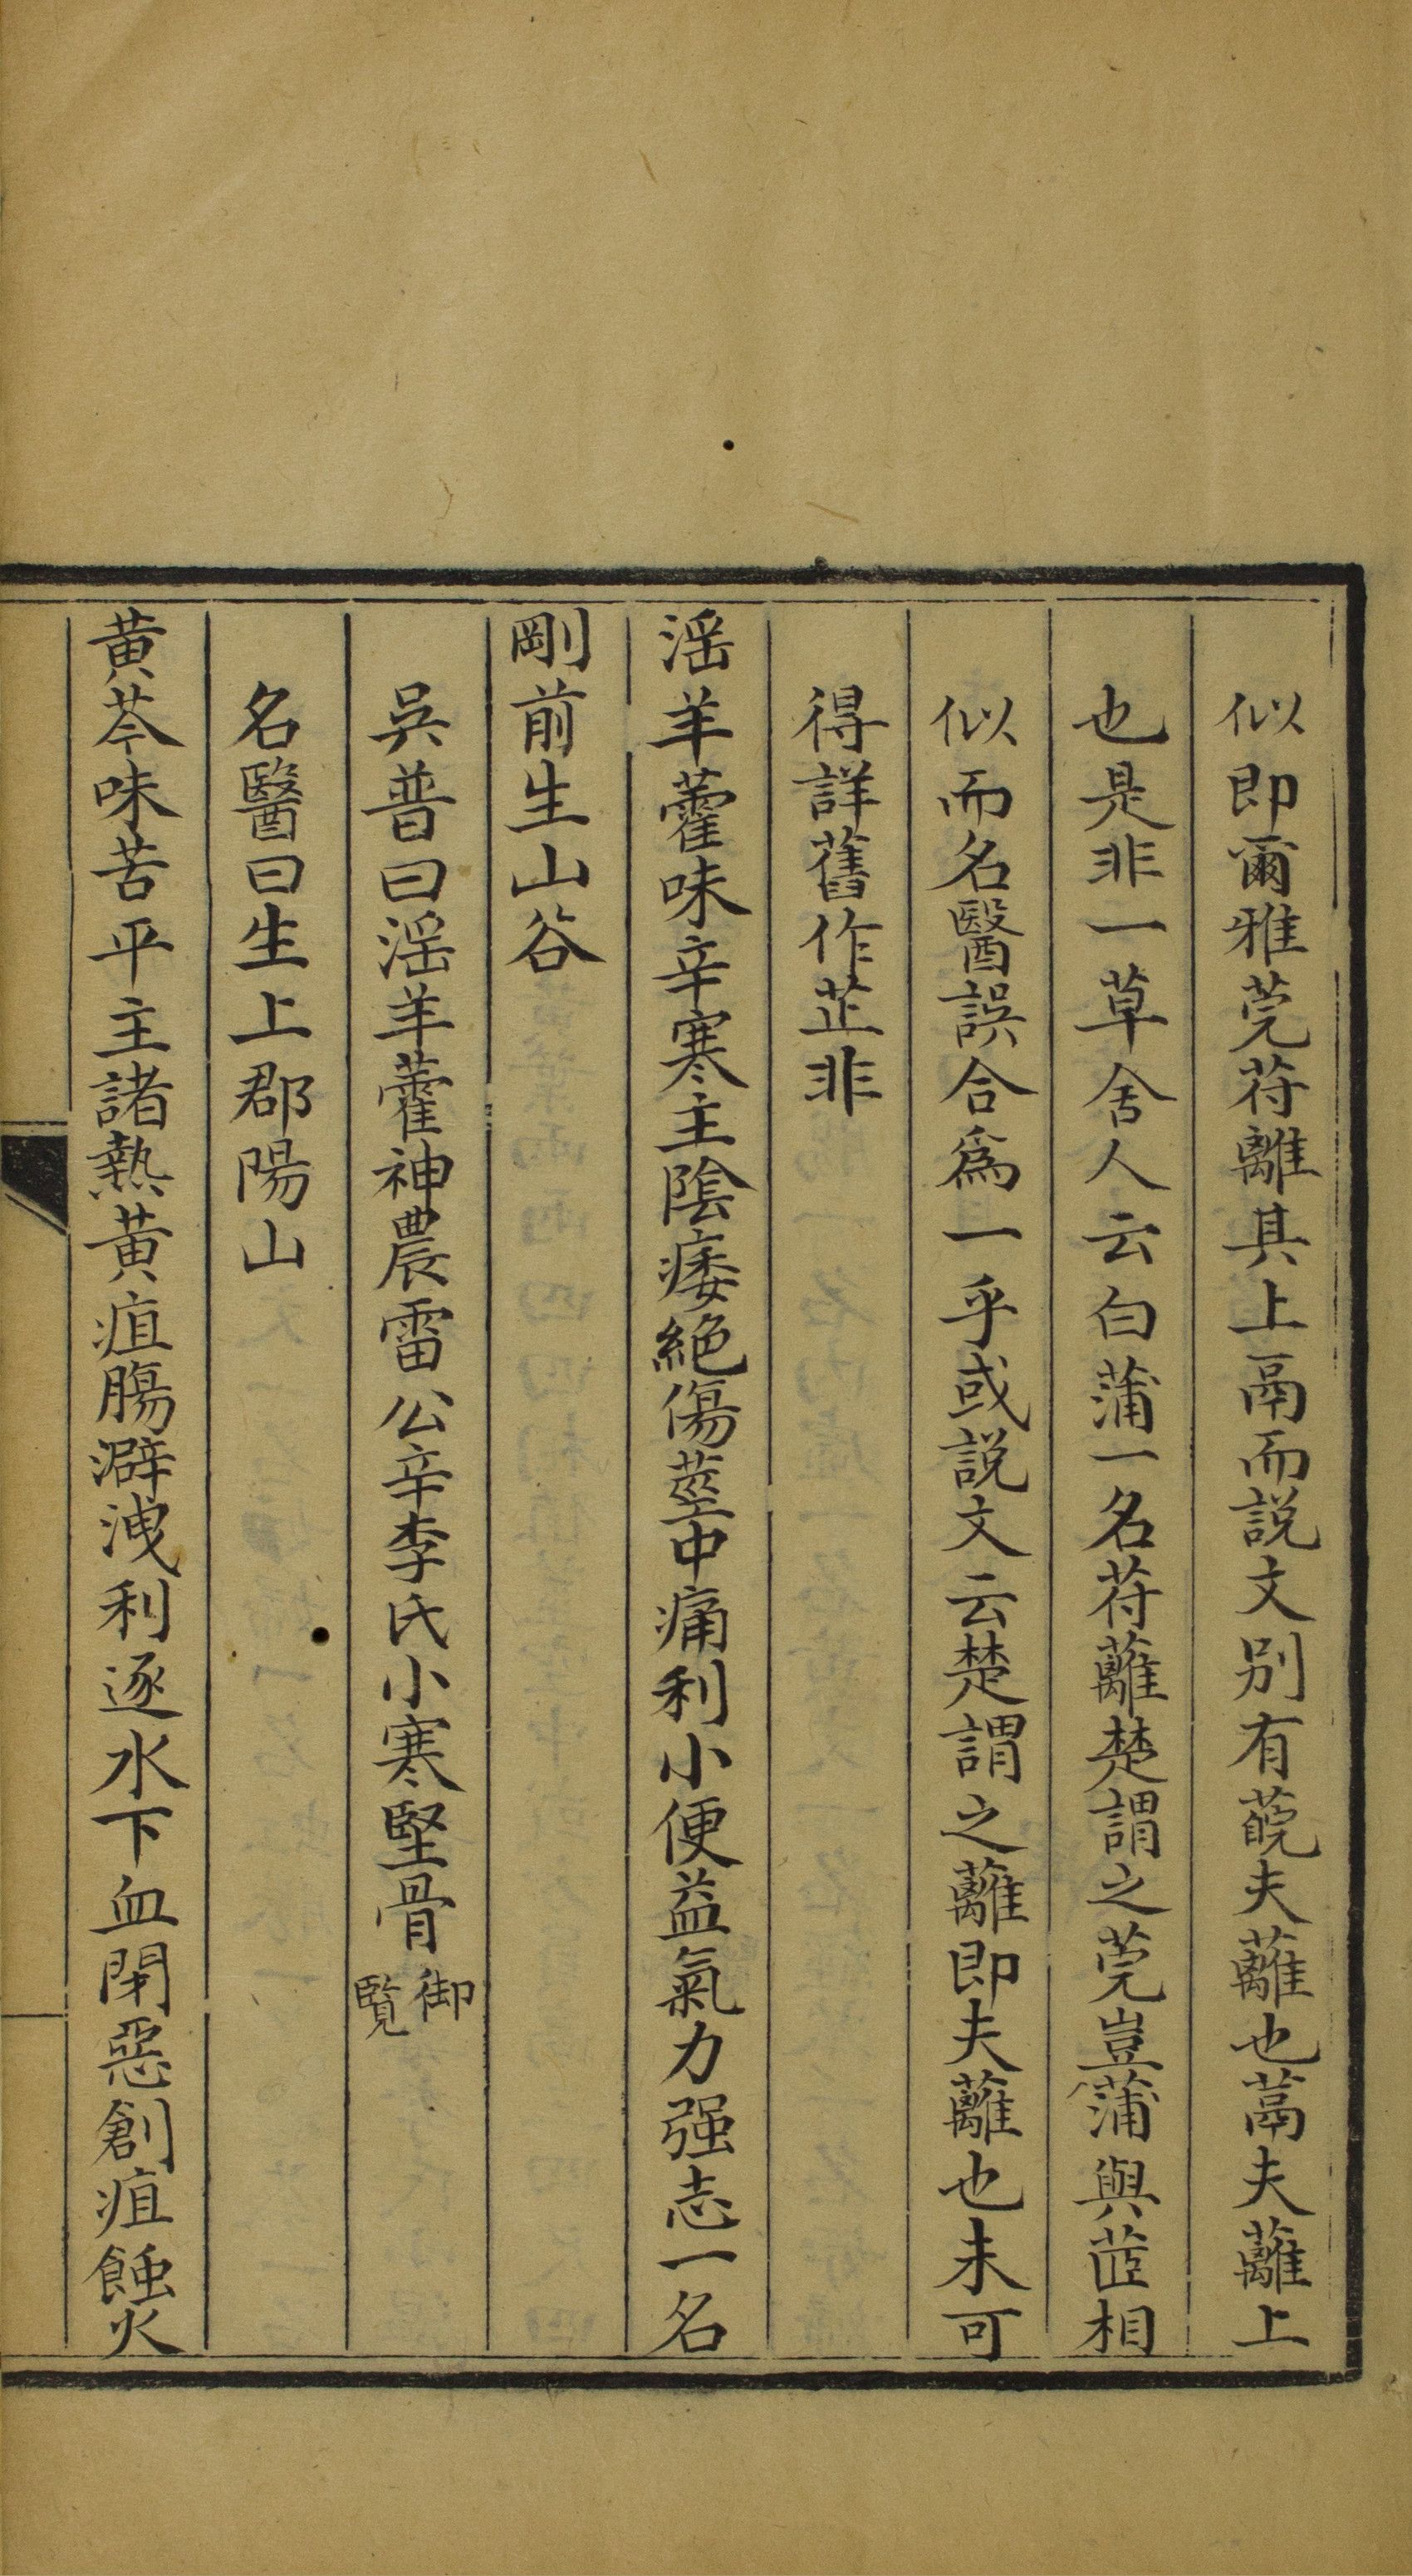 似即爾雅莞苻離其上鬲而說文别有䕀夫蘺也蒚夫蘺上
也是非一草舍人云白蒲一名苻蘺楚謂之莞豈蒲與茝相
似而名醫誤合爲一乎或說文云楚謂之蘺即夫蘺也未可
得詳舊作芷非
淫羊藿味辛寒主陰痿絶傷莖中痛利小便益氣力强志一名
剛前生山谷
吳普曰淫羊藿神農雷公辛李氏小寒堅骨御覽
名醫曰生上郡陽山
黄芩味苦平主諸熱黄疸腸澼洩利逐水下血閉惡創疽蝕火